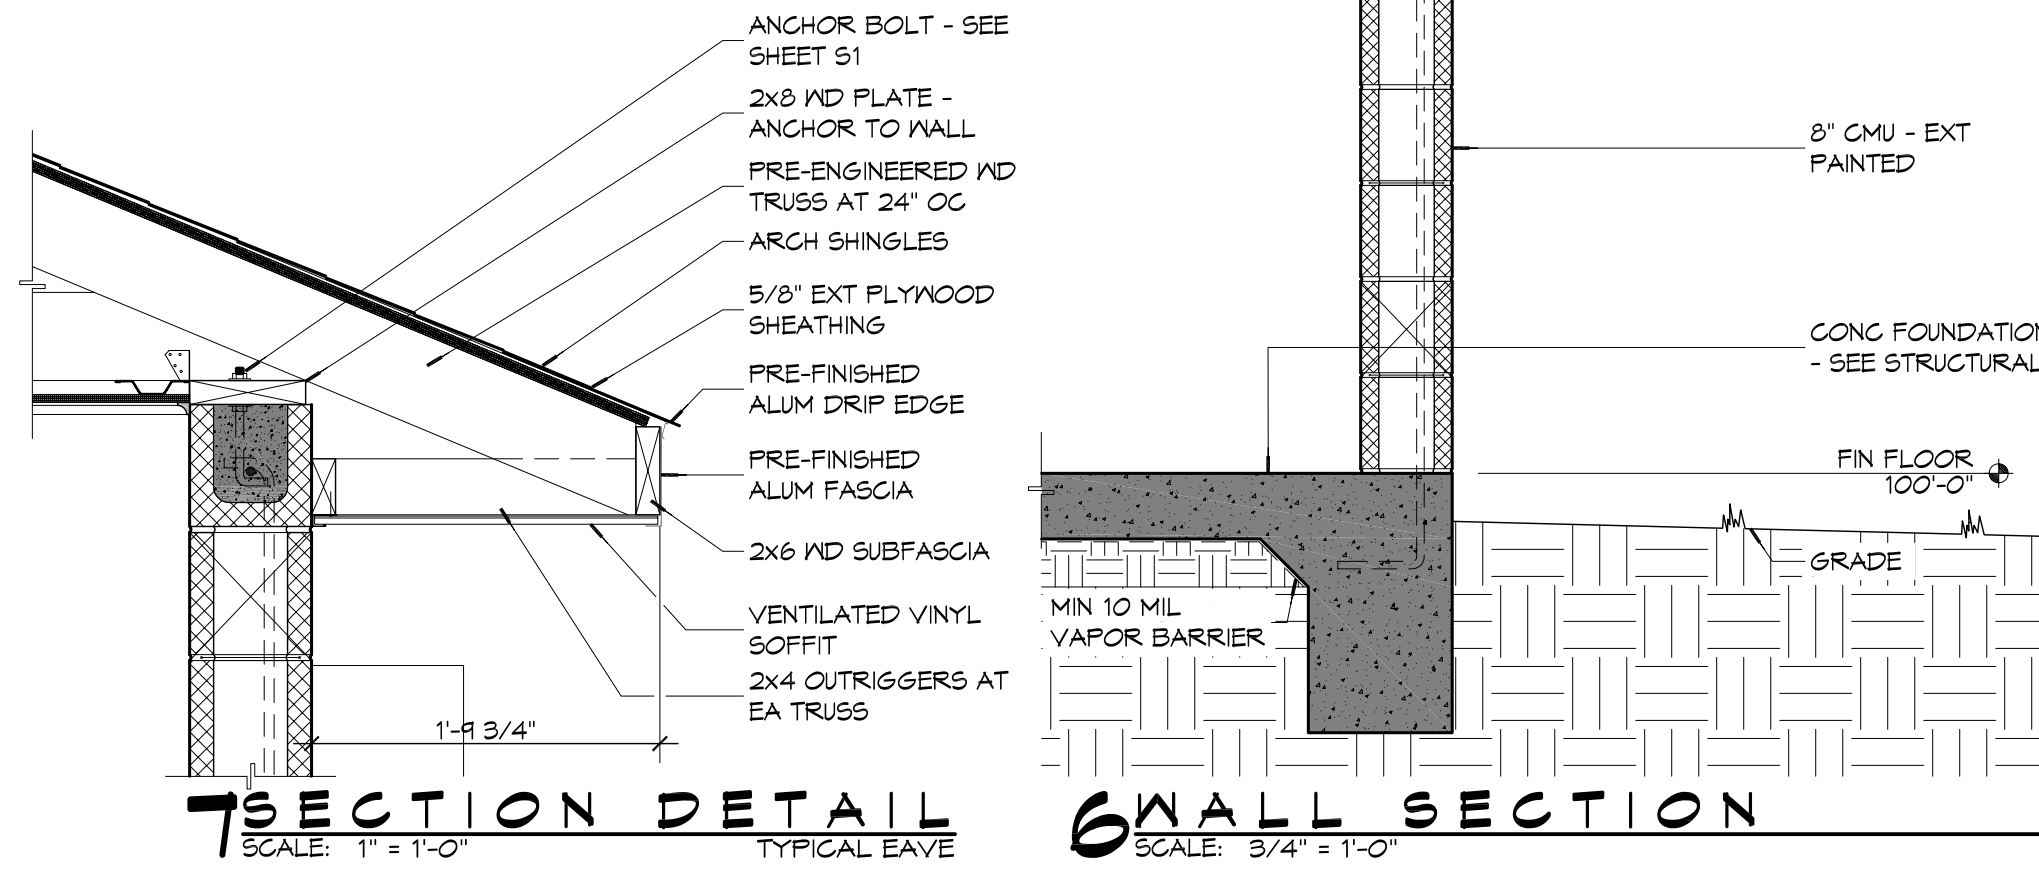 ANCHOR BOLT - SEE
SHEET S1
2x8 WD PLATE -
ANCHOR TO WALL
PRE-ENGINEERED WD
TRUSS AT 24" OC
ARCH SHINGLES
5/8" EXT PLYWOOD
SHEATHING
PRE-FINISHED
ALUM DRIP EDGE
PRE-FINISHED
ALUM FASCIA
2x6 WD SUBFASCIA
VENTILATED VINYL
SOFFIT
2x4 OUTRIGGERS AT
EA TRUSS
1'-9 3/4"
7 SECTION DETAIL
SCALE: 1" = 1'-0" TYPICAL EAVE
8" CMU - EXT
PAINTED
CONC FOUNDATION
- SEE STRUCTURAL
FIN FLOOR
100'-0"
GRADE
MIN 10 MIL
VAPOR BARRIER
6 WALL SECTION
SCALE: 3/4" = 1'-0"